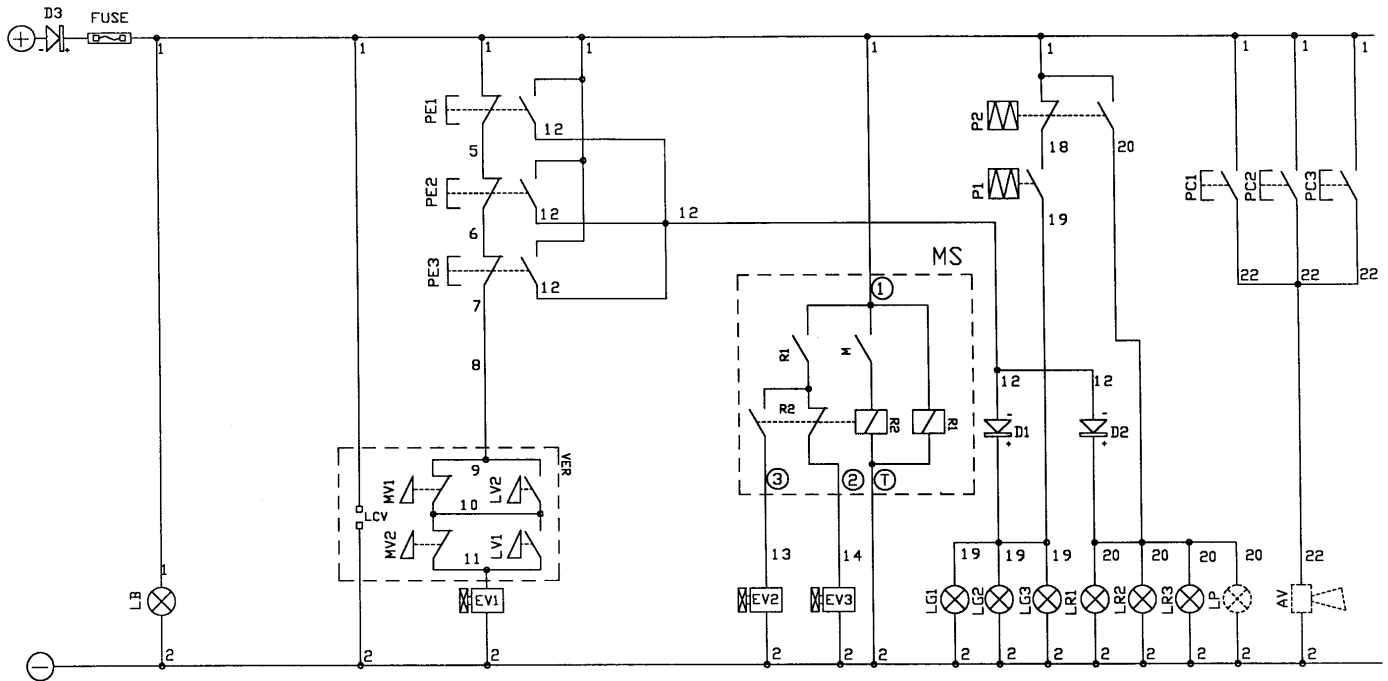 D3 FUSE
+
- +
1 1 1 1 1 1 1 1 1
PE1 12
5
PE2 12
6
12
PE3 12
7
8
P2 18 20
P1 19
PC1 PC2 PC3
22 22 22
MS
1
R1 M
R2 R2 R1
3 2 T
12 12
- -
D1 D2
+ +
VER
9
MV1 LV2
LCV 10
MV2 LV1
11
13 14
19 19 19 20 20 20 20 22
1
LB EV1 EV2 EV3 LG1 LG2 LG3 LR1 LR2 LR3 LP AV
-
2 2 2 2 2 2 2 2 2 2 2 2 2 2